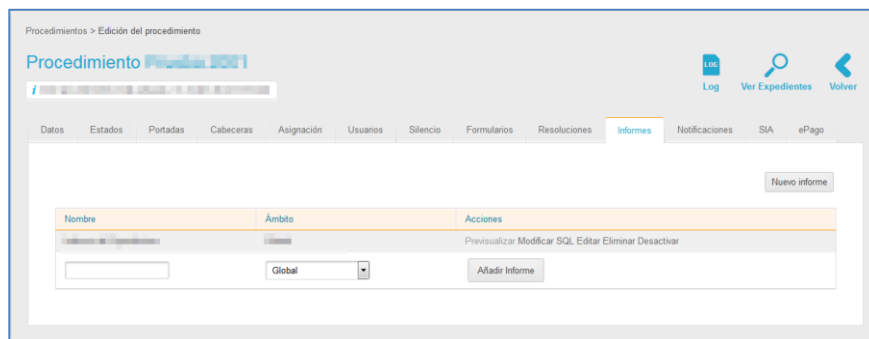 Procedimientos > Edición del procedimiento
Procedimiento
LOG
Log
Ver Expedientes
Volver
i
Datos Estados Portadas Cabeceras Asignación Usuarios Silencio Formularios Resoluciones Informes Notificaciones SIA ePago
Nuevo informe
Nombre Ámbito Acciones
Previsualizar Modificar SQL Editar Eliminar Desactivar
Global Añadir Informe